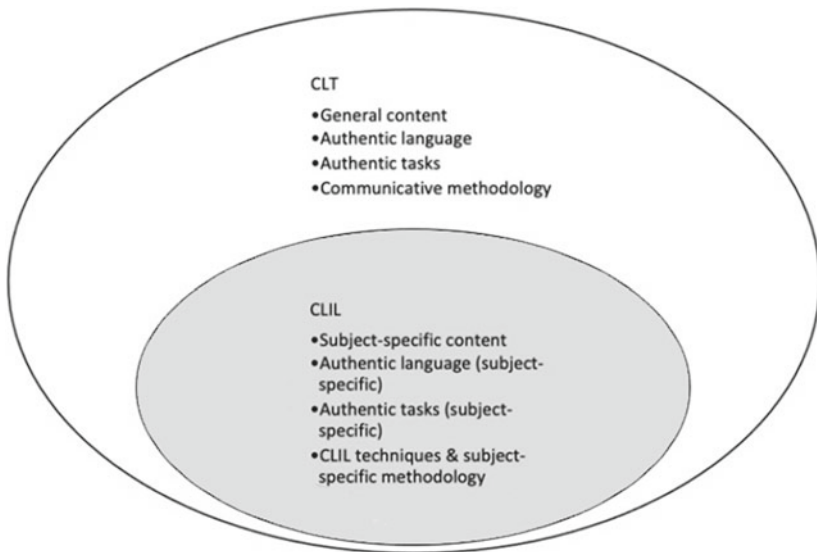 CLT
•General content
•Authentic language
•Authentic tasks
•Communicative methodology
CLIL
•Subject-specific content
•Authentic language (subject-
specific)
•Authentic tasks (subject-
specific)
•CLIL techniques & subject-
specific methodology